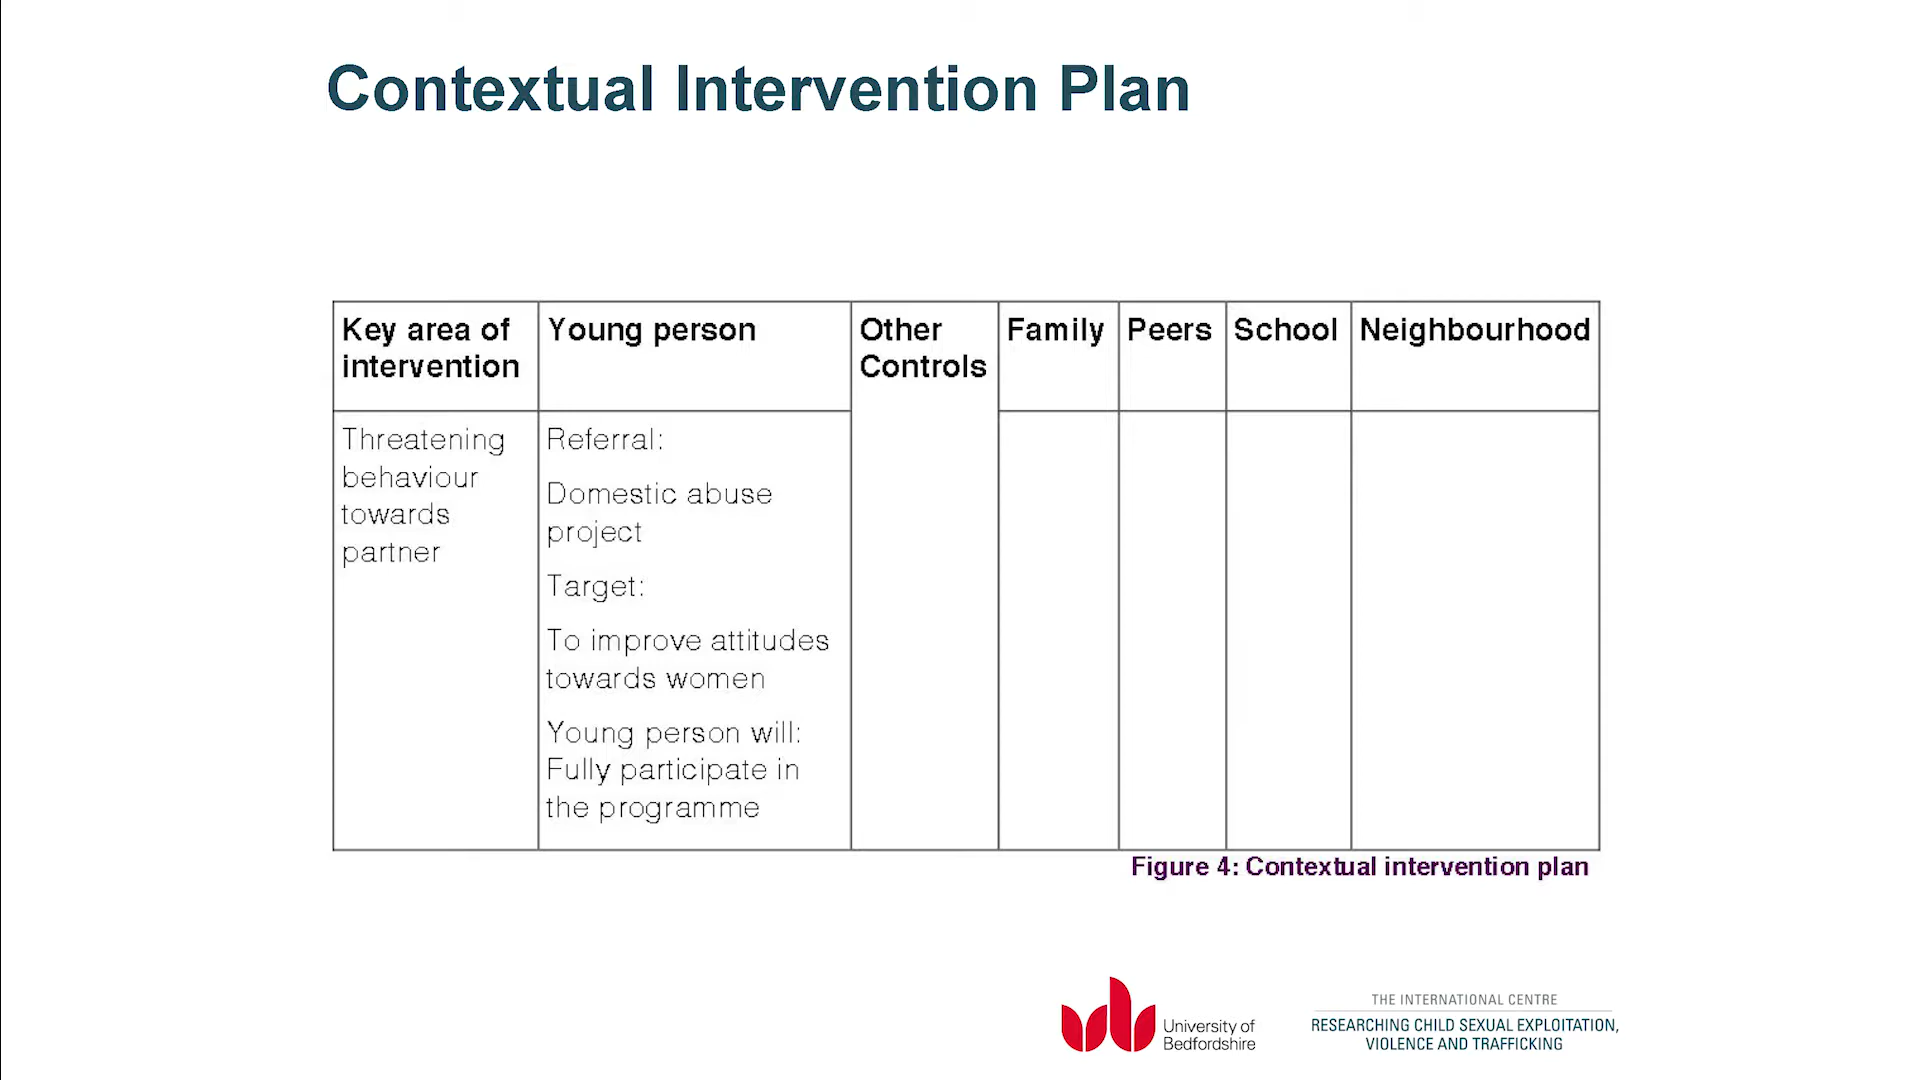 Contextual Intervention Plan
Key area of
intervention
Young person
Other
Controls
Family
Peers
School
Neighbourhood
Threatening
behaviour
towards
partner
Referral:
Domestic abuse
project
Target:
To improve attitudes
towards women
Young person will:
Fully participate in
the programme
Figure 4: Contextual intervention plan
University of
Bedfordshire
THE INTERNATIONAL CENTRE
RESEARCHING CHILD SEXUAL EXPLOITATION,
VIOLENCE AND TRAFFICKING